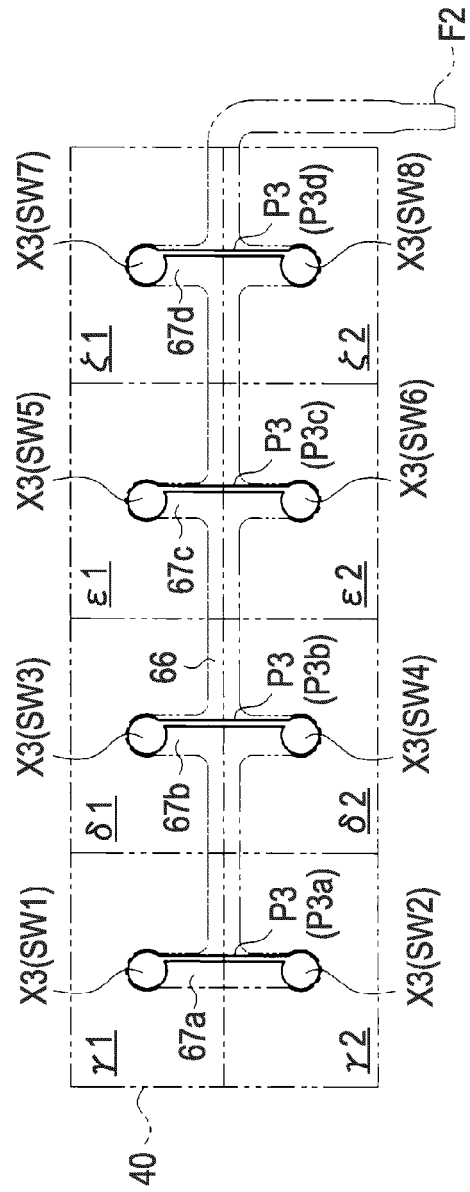 X3(SW1)
X3(SW3)
X3(SW5)
X3(SW7)
γ1
δ1
ε1
ζ1
40
67a
67b
66
67c
67d
P3
(P3a)
P3
(P3b)
P3
(P3c)
P3
(P3d)
γ2
δ2
ε2
ζ2
X3(SW2)
X3(SW4)
X3(SW6)
X3(SW8)
F2